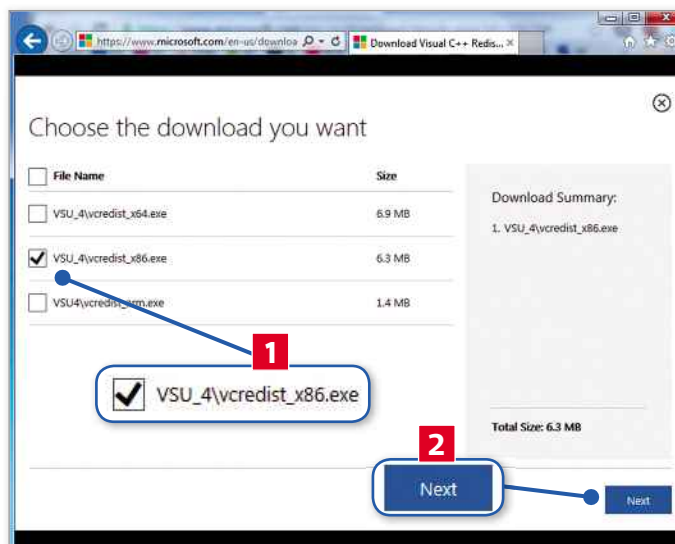 https://www.microsoft.com/en-us/downloa
Download Visual C++ Redis...
Choose the download you want
File Name Size
VSU_4\vcredist_x64.exe 6.9 MB
VSU_4\vcredist_x86.exe 6.3 MB
VSU4\vcredist_arm.exe 1.4 MB
Download Summary:
1. VSU_4\vcredist_x86.exe
1
VSU_4\vcredist_x86.exe
Total Size: 6.3 MB
2
Next
Next